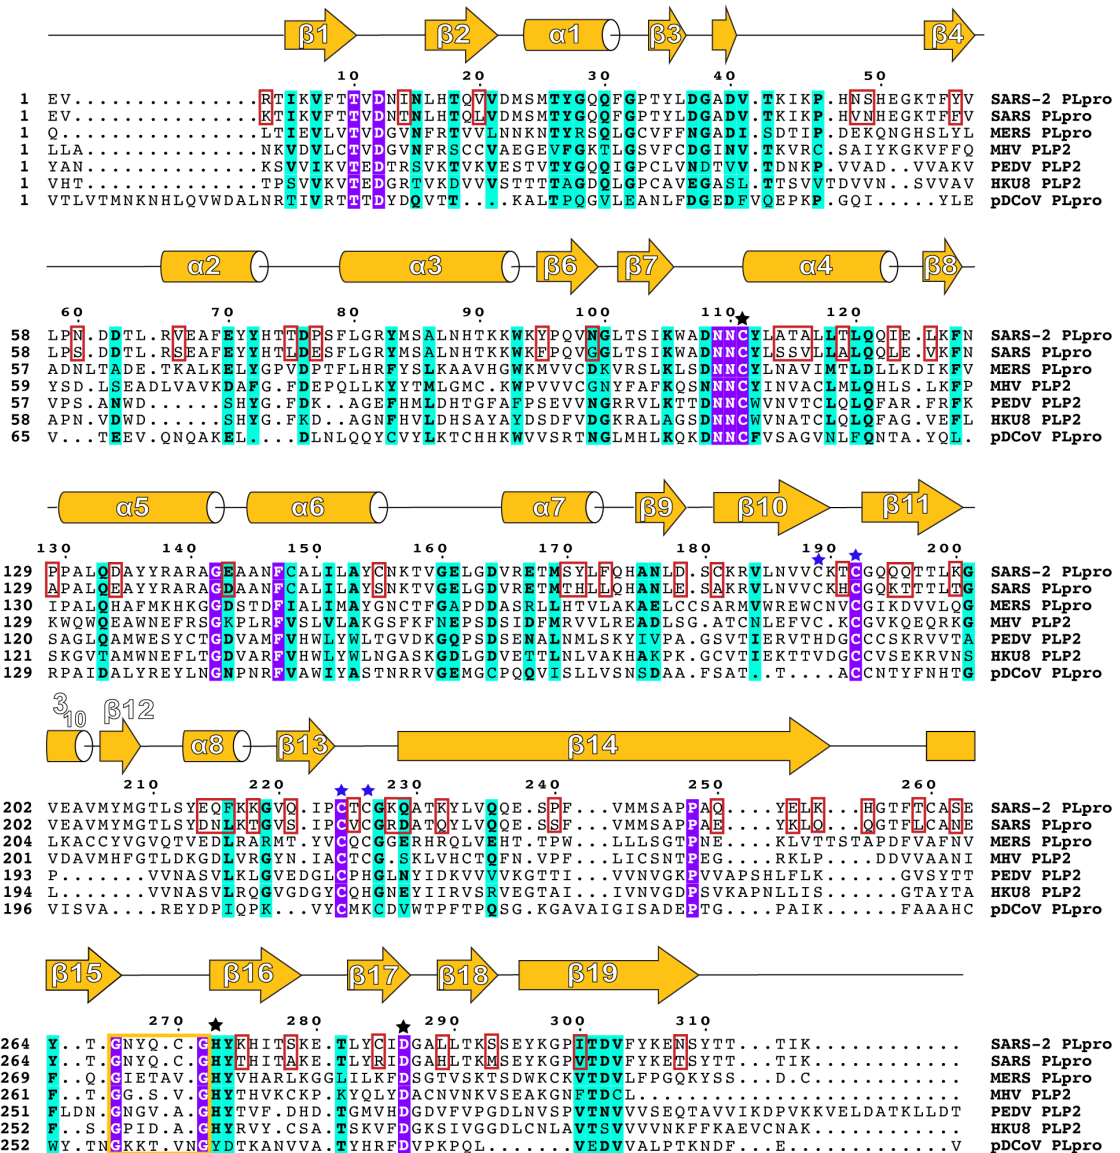 β1 β2 α1 β3 β4
10 20 30 40 50
1 EV...............RTIKVFTTVDNINLHTQVVDMSMTYGQQFGPTYLDGADV.TKIKP.HNSHEGKTFYV SARS-2 PLpro
1 EV...............KTIKVFTTVDNTNLHTQLVDMSMTYGQQFGPTYLDGADV.TKIKP.HVNHEGKTFFV SARS PLpro
1 Q................LTIEVLVTVDGVNFRTVVLNNKNTYRSQLGCVFFNGADI.SDTIP.DEKQNGHSLYL MERS PLpro
1 LLA..............NKVDVLCTVDGVNFRSCCVAEGEVFGKTLGSVFCDGINV.TKVRC.SAIYKGKVFFQ MHV PLP2
1 YAN..............KSVVIKVTEDTRSVKTVKVESTVTYGQQIGPCLVNDTVV.TDNKP.VVAD..VVAKV PEDV PLP2
1 VHT..............TPSVVKVTEDGRTVKDVVVSTTTTAGDQLGPCAVEGASL.TTSVVTDVVN.SVVAV HKU8 PLP2
1 VTLVTMNKNHLQVWDALNRTIVRTTDYDQVTT...KALTPQGVLEANLFDGEDFVQEPKP.GQI....YLE pDCoV PLpro
α2 α3 β6 β7 α4 β8
60 70 80 90 100 110 120
58 LPN.DDTL.RVEAFEYYHTTDPSFLGRYMSALNHTKKWKYPQVNGLTSIKWADNNCYLATALLTLQQIELKFN SARS-2 PLpro
58 LPS.DDTL.RSEAFEYYHTLDESFLGRYMSALNHTKKWKFPQVGGLTSIKWADNNCYLSSVLLALQQLEVKFN SARS PLpro
57 ADNLTADE.TKALKELYGPVDPTFLHRFYSLKAAVHGWKMVVCDKVRSLKLSDNNCYLNAVIMTLDLLKDIKFV MERS PLpro
59 YSD.LSEADLVAVKDAFG.FDEPQLLKYYTMLGMC.KWPVVVCGNYFAFKQSNNNCYINVACLMLQHLS.LKFP MHV PLP2
57 VPS.ANWD......SHYG.FDK..AGEFHMLDHTGFAFPSEVVNGRRVLKTTDNNCWVNVTCLQLQFAR.FRFK PEDV PLP2
58 APN.VDWD......SHYG.FKD..AGNFHVLDHSAYAYDSDFVDGKRALAGSDNNCWVNATCLQLQFAG.VEFL HKU8 PLP2
65 V...TEEV.QNQAKEL....DLNLQQYCVYLKTCHHKWVVSRTNGLMHLKQKDNNCFVSAGVNLFQNTA.YQL. pDCoV PLpro
α5 α6 α7 β9 β10 β11
130 140 150 160 170 180 190 200
129 PPALQDAYYRARAGEAANFCALILAYCNKTVGELGDVRETMSYLFQHANLD.SCKRVLNVVCKTCGQQQTTLKG SARS-2 PLpro
129 APALQEAYYRARAGDAANFCALILAYSNKTVGELGDVRETMTHLLQHANLE.SAKRVLNVVCKHCGQKTTTLTG SARS PLpro
130 IPALQHAFMKHKGGDSTDFIALIMAYGNCTFGAPDDASRLLHTVLAKAELCCSARMVWREWCNVCGIKDVVLQG MERS PLpro
129 KWQWQEAWNEFRSGKPLRFVSLVLAKGSFKFNEPSDSIDFMRVVLREADLSG.ATCNLEFVC.KCGVKQEQRKG MHV PLP2
120 SAGLQAMWESYCTGDVAMFVHWLYWLTGVDKGQPSDSENALNMLSKYIVPA.GSVTIERVTHDGCCCSKRVVTA PEDV PLP2
121 SKGVTAMWNEFLTGDVARFVHWLYWLNGASKGDLGDVETTLNLVAKHAKPK.GCVTIEKTTVDGCCVSEKRVNS HKU8 PLP2
129 RPAIDALYREYLNGNPNRFVAWIYASTNRRVGEMGCPQQVISLLVSNSDAA.FSAT...T.ACCNTYFNHTG pDCoV PLpro
3₁₀ β12 α8 β13 β14
210 220 230 240 250 260
202 VEAVMYMGTLSYEQFKKGVQ.IPCTCGKQATKYLVQQE.SPF...VMMSAPPAQ....YELK...HGTFTCASE SARS-2 PLpro
202 VEAVMYMGTLSYDNLKTGVS.IPCVCGRDATQYLVQQE.SSF...VMMSAPPAE....YKLQ...QGTFLCANE SARS PLpro
204 LKACCYVGVQTVEDLRARMT.YVCQCGGERHRQLVEHT.TPW...LLLSGTPNE....KLVTTSTAPDFVAFNV MERS PLpro
201 VDAVMHFGTLDKGDLVRGYN.IACTCG.SKLVHCTQFN.VPF...LICSNTPEG....RKLP...DDVVAANI MHV PLP2
193 P......VVNASVLKLGVEDGLCPHGLNYIDKVVVKGTTI...VVNVGKPVVAPSHLFLK.....GVSYTT PEDV PLP2
194 L......VVNASVLRQGVGDGYCQHGNEYIIRVSRVEGTAI...IVNVGDPSVKAPNLLIS.....GTAYTA HKU8 PLP2
196 VISVA....REYDPIQPK...VYCMKCDVWTPFTPQSG.KGAVAIGISADEPTG.....PAIK......FAAAHC pDCoV PLpro
β15 β16 β17 β18 β19
270 280 290 300 310
264 Y..T.GNYQ.C.GHYKHITSKE.TLYCIDGALLTKSSEYKGPITDVFYKENSYTT...TIK............ SARS-2 PLpro
264 Y..T.GNYQ.C.GHYTHITAKE.TLYRIDGAHLTKMSEYKGPVTDVFYKETSYTT...TIK............ SARS PLpro
269 F..Q.GIETAV.GHYVHARLKGGLILKFDSGTVSKTSDWKCKVTDVLFPGQKYSS...D.C............ MERS PLpro
261 T..GG.S.VG.HYTHVKCKP.KYQLYDACNVNKVSEAKGNFTDCL............ MHV PLP2
251 FLDN.GNGV.A.GHYTVF.DHD.TGMVHDGDVFVPGDLNVSPVTNVVVSEQTAVVIKDPVKKVELDATKLLDT PEDV PLP2
252 F..S.GPID.A.GHYRVY.CSA.TSKVFDGKSIVGGDCLNLAVTSVVVVNKFFKAEVCNAK............ HKU8 PLP2
252 WY.TNGKKT.VNGYDTKANVVA.TYHRFDVPKPQL.......VEDVVALPTKNDF..E..............V pDCoV PLpro